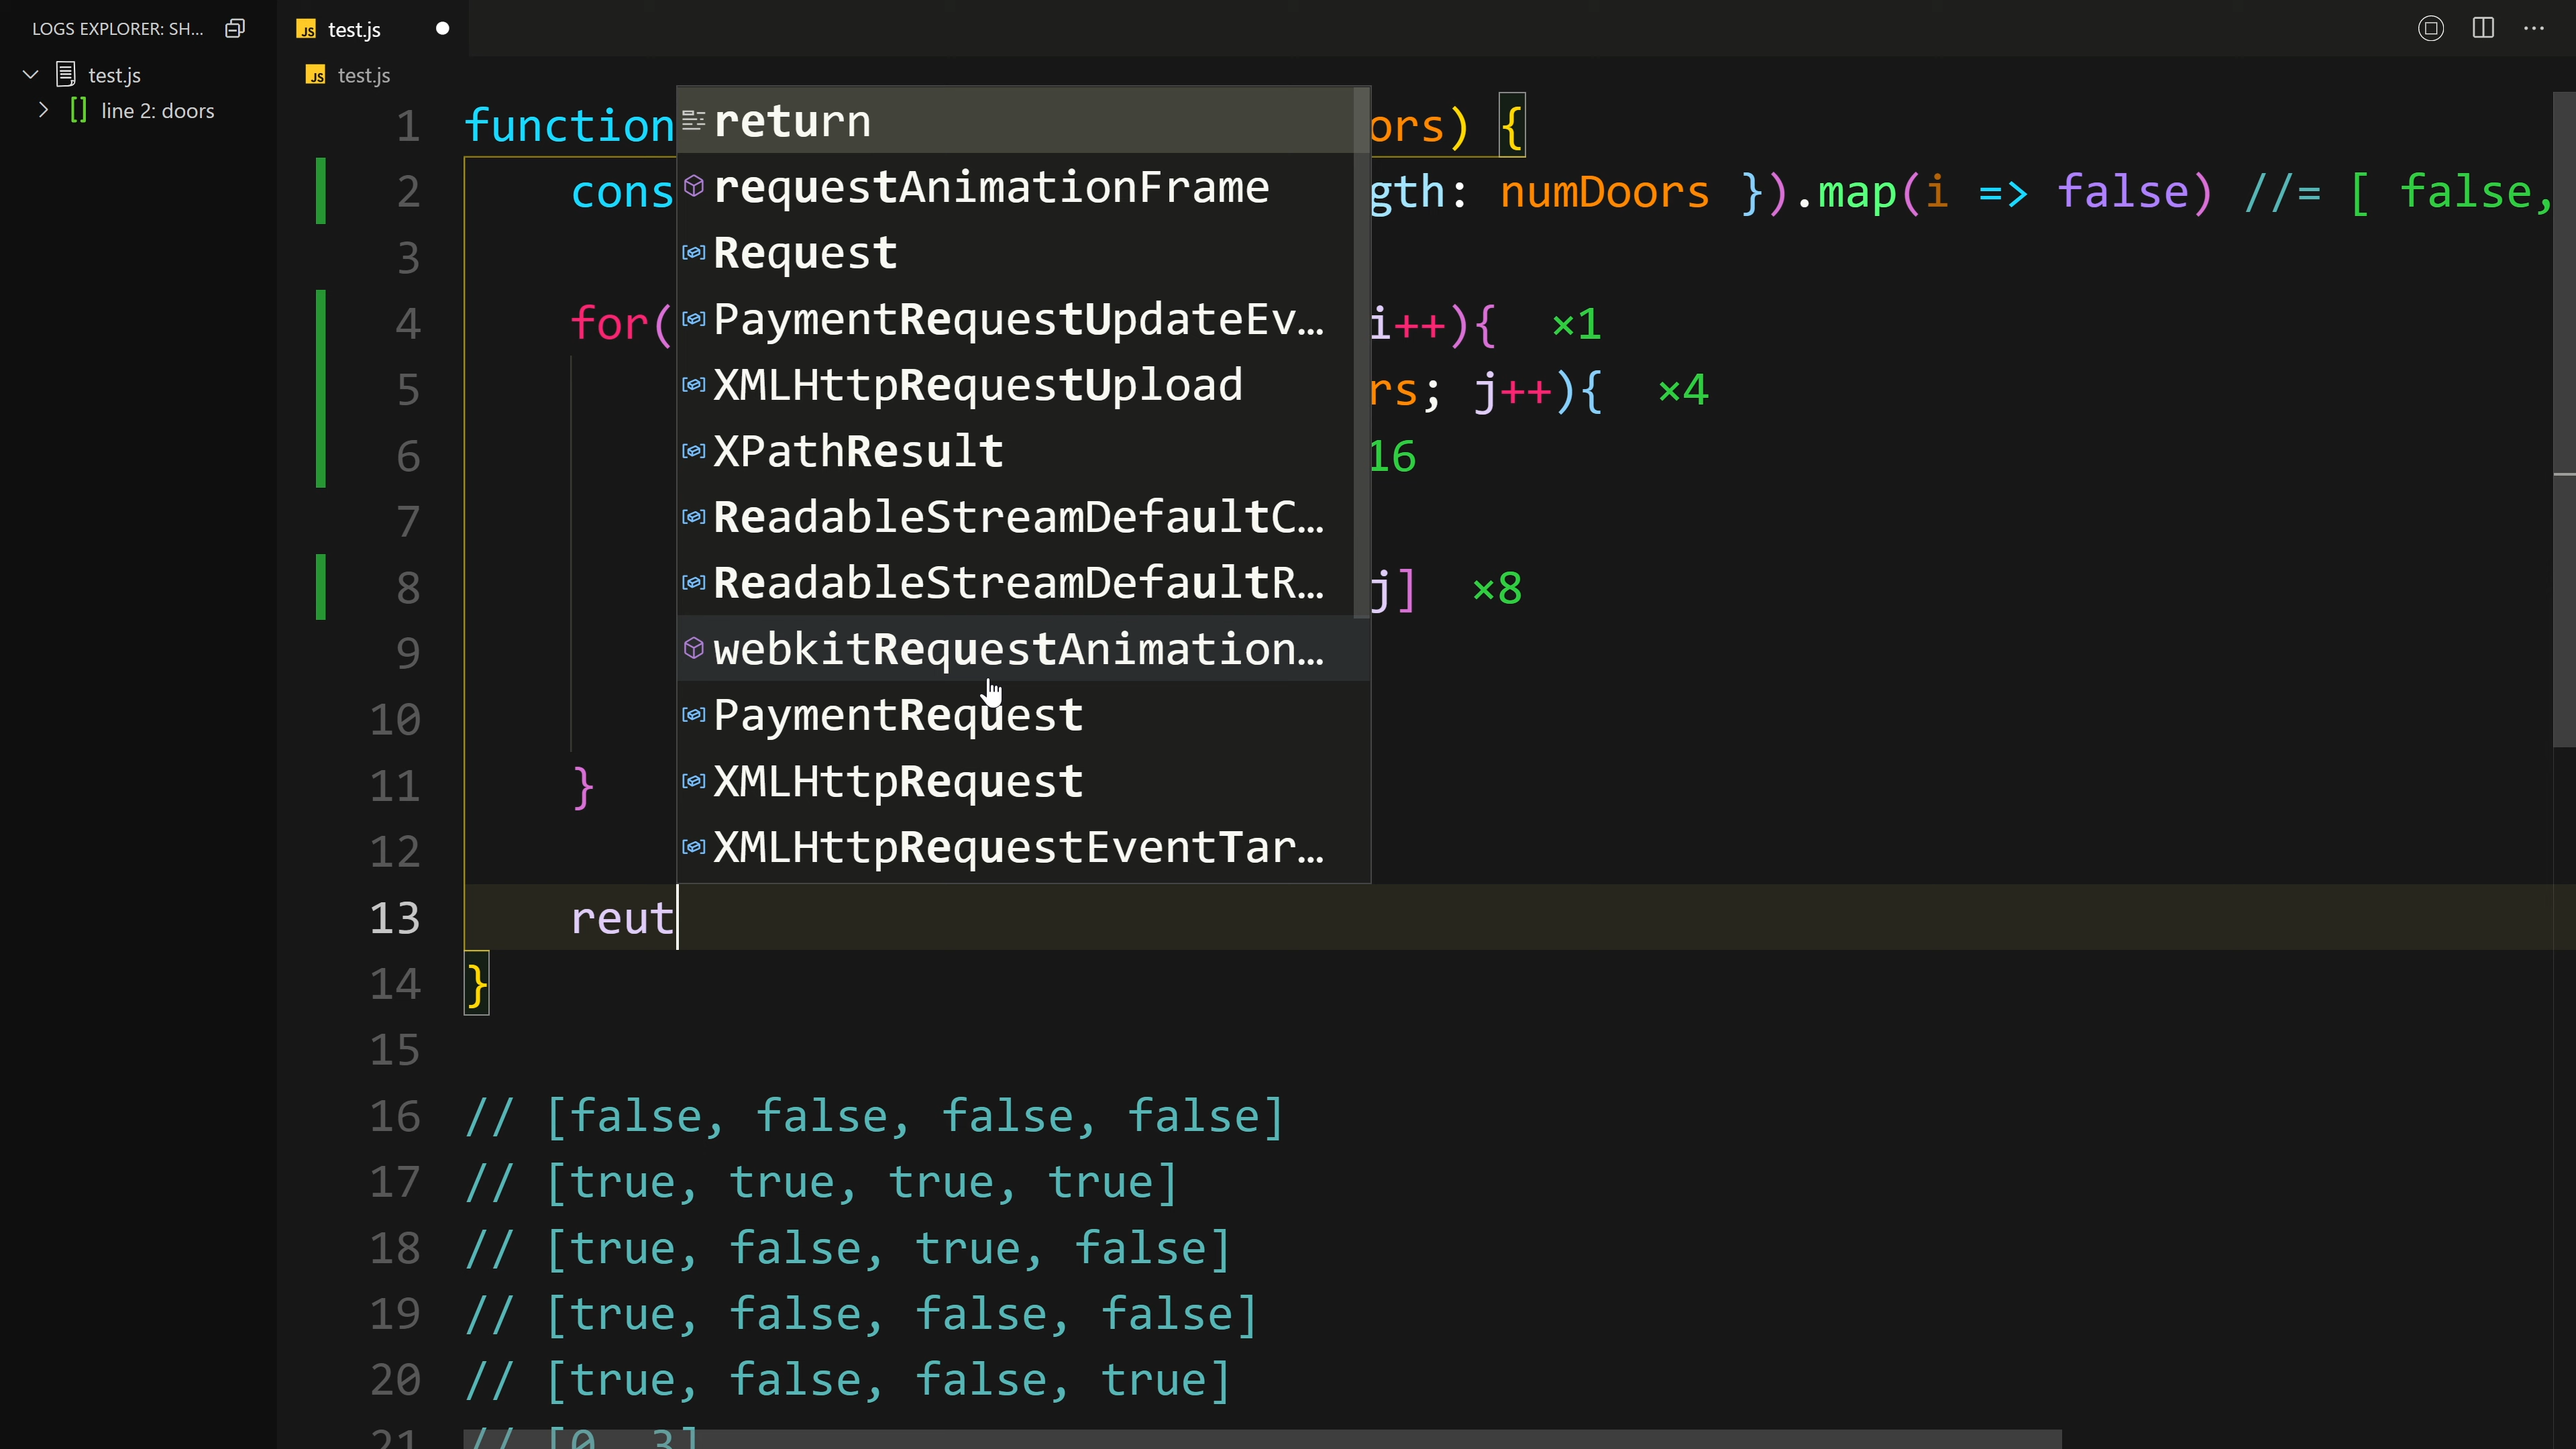 LOGS EXPLORER: SH...
test.js
test.js
line 2: doors
test.js
1 function ors) {
2 cons gth: numDoors }).map(i => false) //= [ false,
3
4 for( i++){ ×1
5 rs; j++){ ×4
6 16
7
8 j] ×8
9
10
11 }
12
13 reut
14 }
15
16 // [false, false, false, false]
17 // [true, true, true, true]
18 // [true, false, true, false]
19 // [true, false, false, false]
20 // [true, false, false, true]
21 // [0, 3]
return
requestAnimationFrame
Request
PaymentRequestUpdateEv...
XMLHttpRequestUpload
XPathResult
ReadableStreamDefaultC...
ReadableStreamDefaultR...
webkitRequestAnimation...
PaymentRequest
XMLHttpRequest
XMLHttpRequestEventTar...